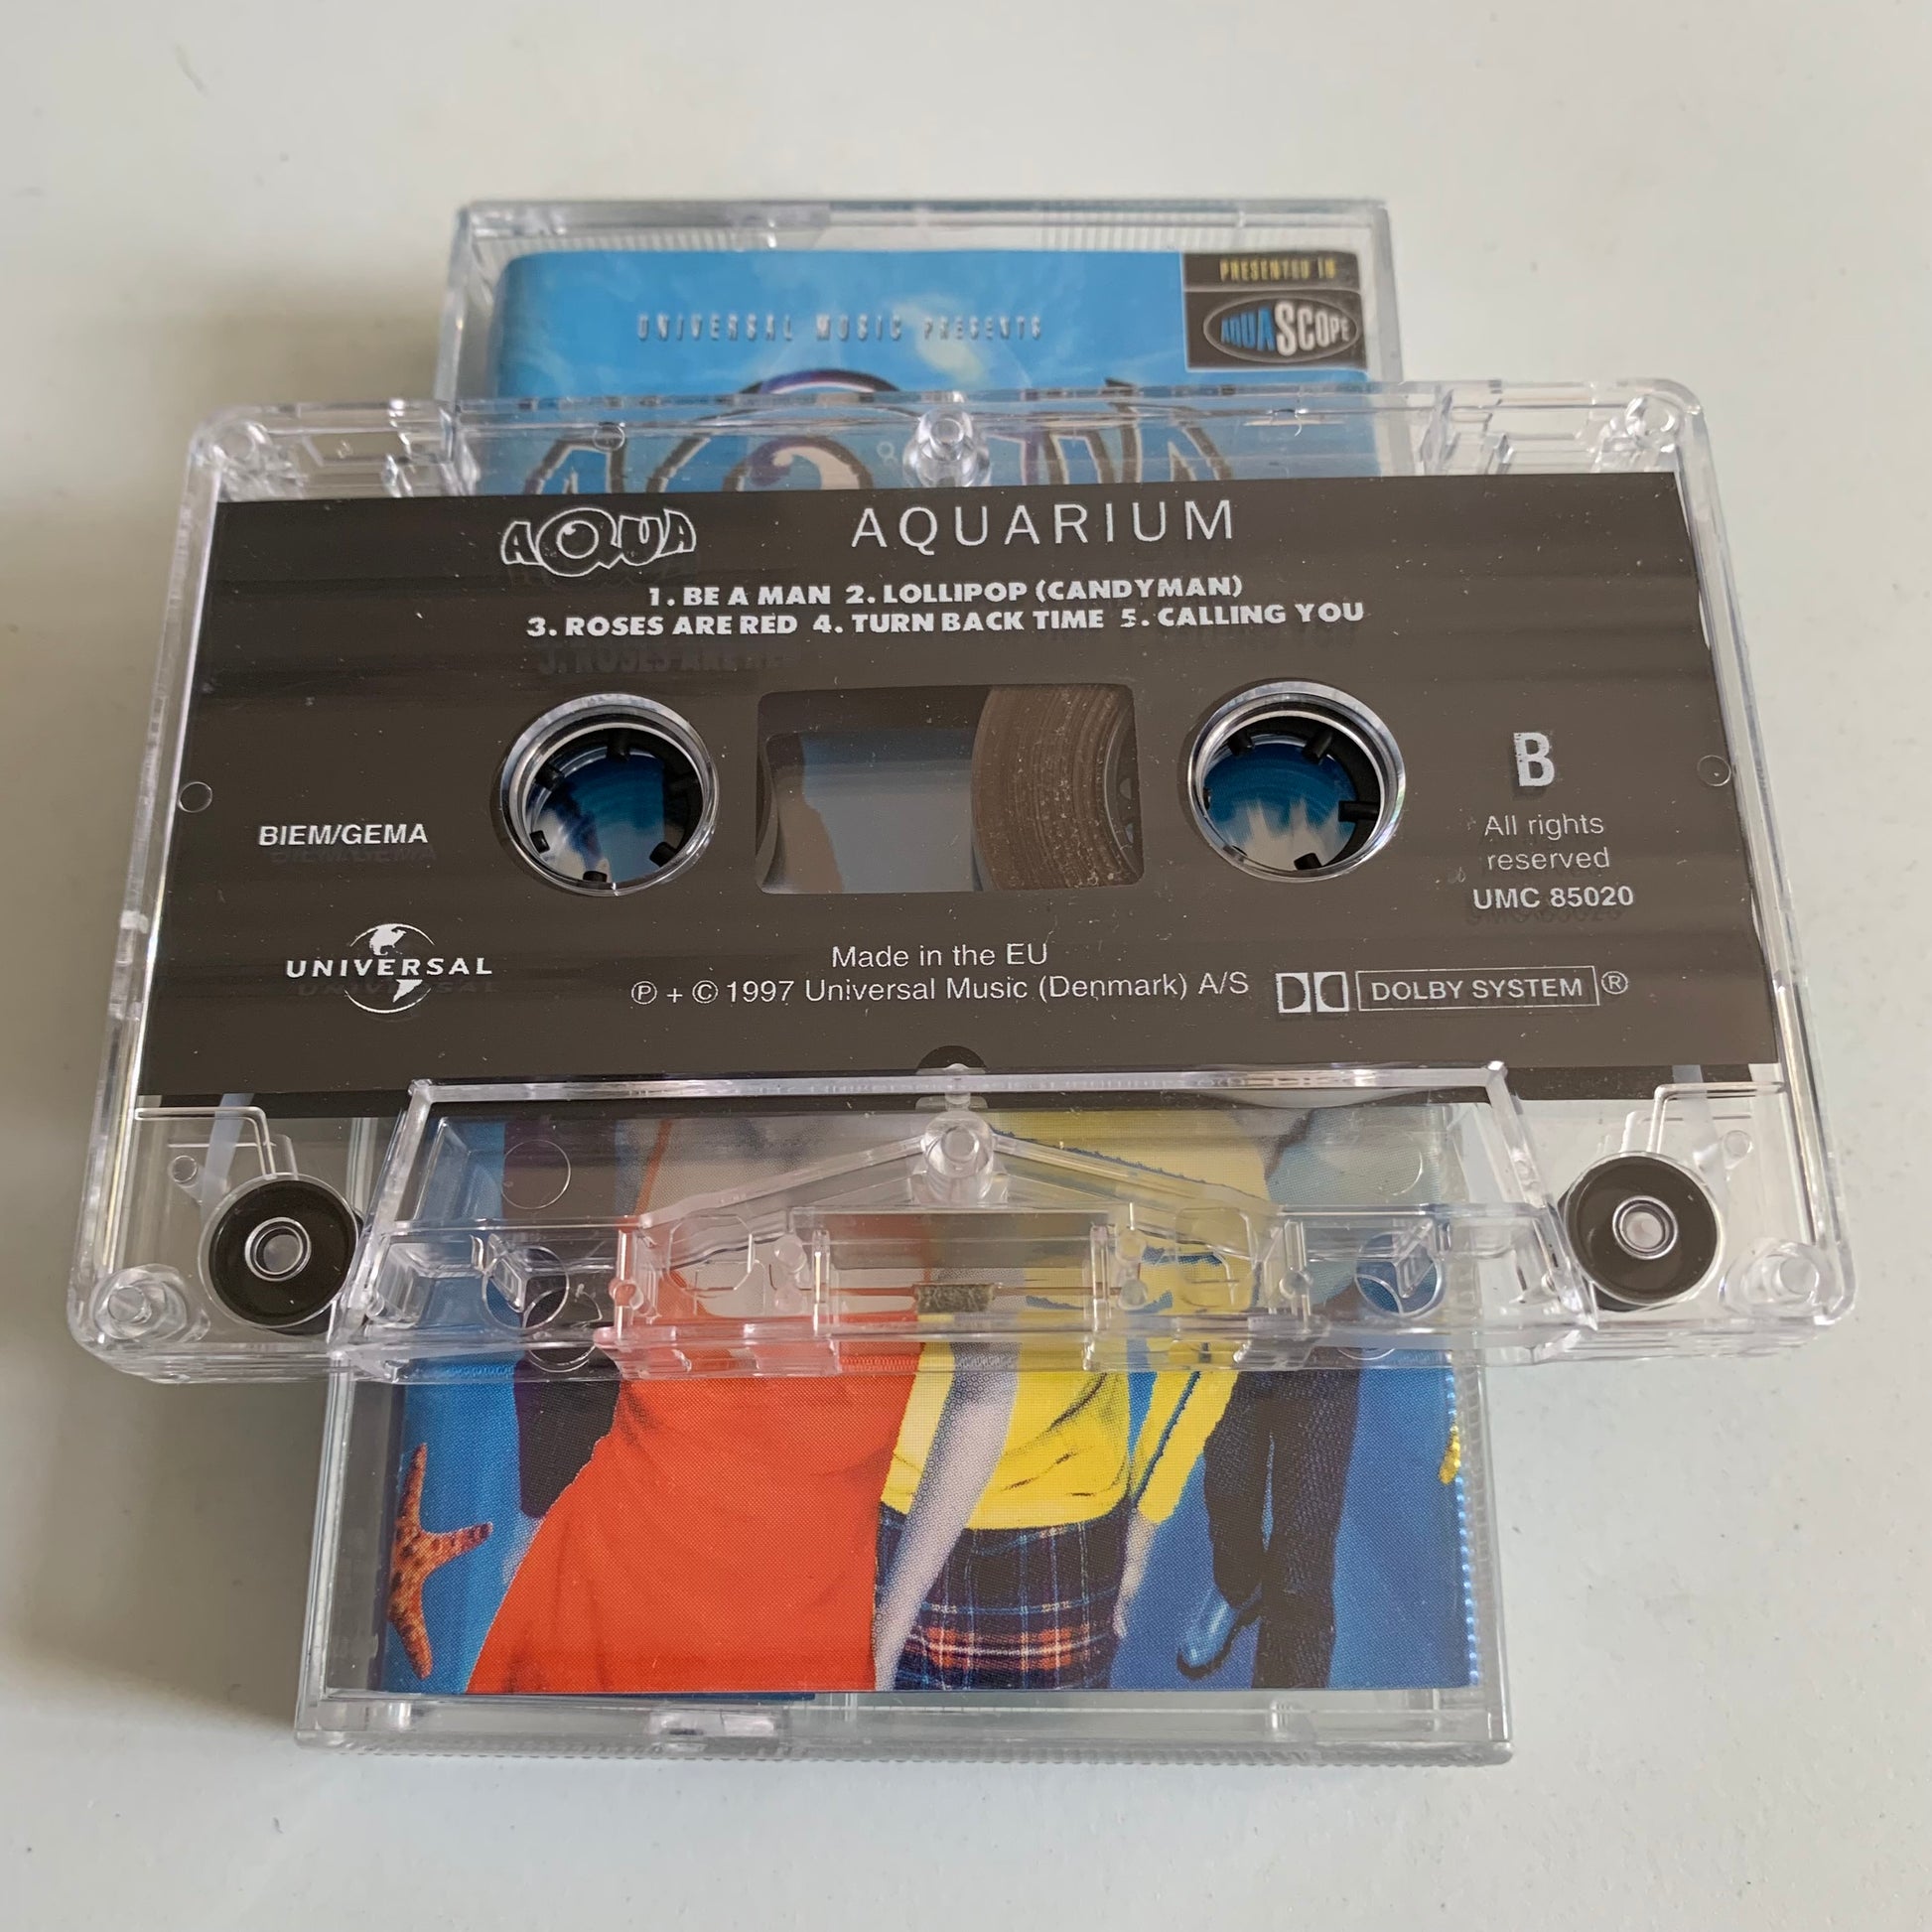 UNIVERSAL MUSIC PRESENTS
PRESENTED IN
AQUASCOPE
AQUA
AQUA
AQUARIUM
1. BE A MAN 2. LOLLIPOP (CANDYMAN)
3. ROSES ARE RED 4. TURN BACK TIME 5. CALLING YOU
B
BIEM/GEMA
All rights
reserved
UMC 85020
UNIVERSAL
Made in the EU
℗ + © 1997 Universal Music (Denmark) A/S
DOLBY SYSTEM ®